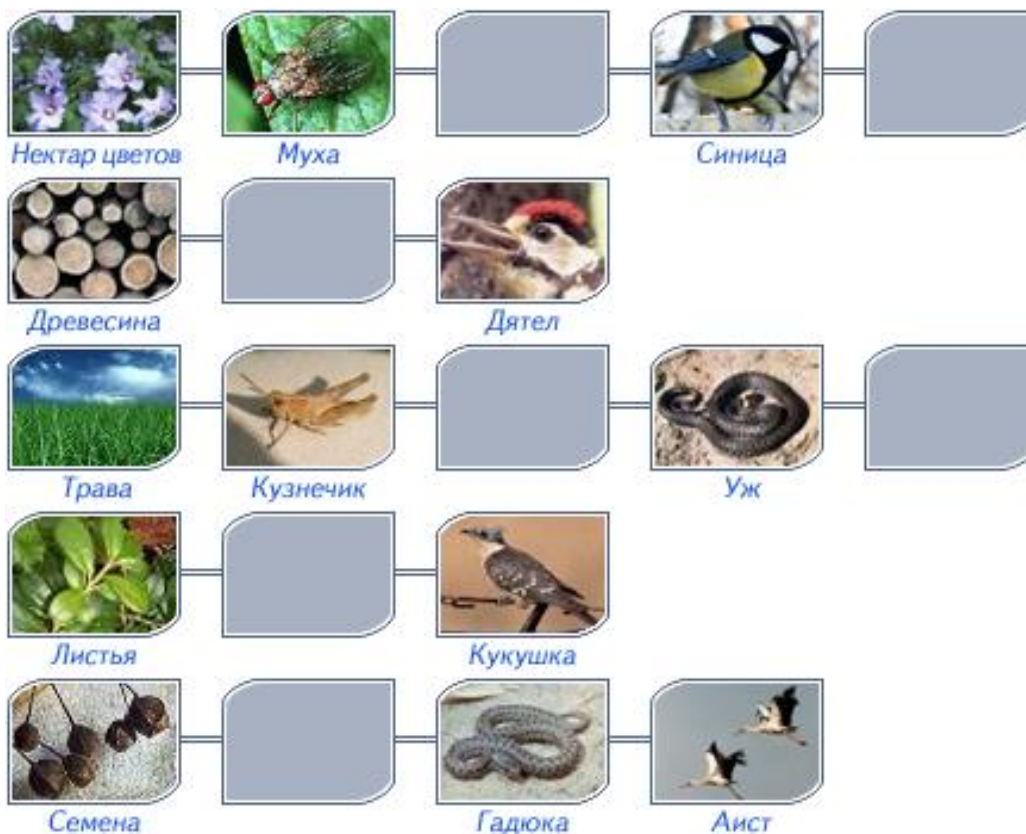 Нектар цветов Муха Синица
Древесина Дятел
Трава Кузнечик Уж
Листья Кукушка
Семена Гадюка Аист